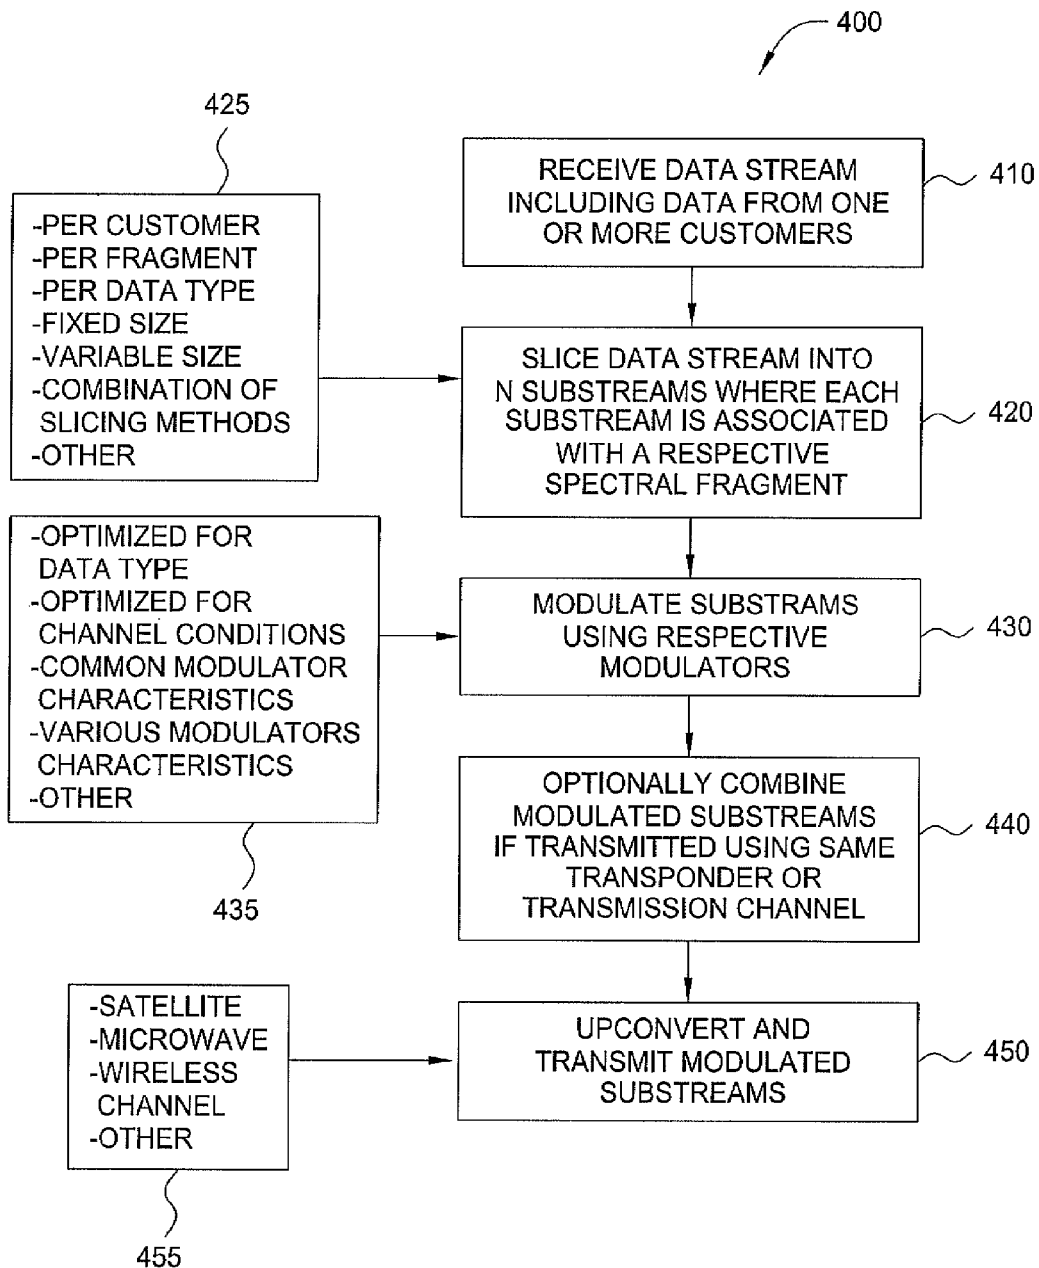 400
425
-PER CUSTOMER
-PER FRAGMENT
-PER DATA TYPE
-FIXED SIZE
-VARIABLE SIZE
-COMBINATION OF
SLICING METHODS
-OTHER
RECEIVE DATA STREAM
INCLUDING DATA FROM ONE
OR MORE CUSTOMERS
410
SLICE DATA STREAM INTO
N SUBSTREAMS WHERE EACH
SUBSTREAM IS ASSOCIATED
WITH A RESPECTIVE
SPECTRAL FRAGMENT
420
-OPTIMIZED FOR
DATA TYPE
-OPTIMIZED FOR
CHANNEL CONDITIONS
-COMMON MODULATOR
CHARACTERISTICS
-VARIOUS MODULATORS
CHARACTERISTICS
-OTHER
435
MODULATE SUBSTRAMS
USING RESPECTIVE
MODULATORS
430
OPTIONALLY COMBINE
MODULATED SUBSTREAMS
IF TRANSMITTED USING SAME
TRANSPONDER OR
TRANSMISSION CHANNEL
440
-SATELLITE
-MICROWAVE
-WIRELESS
CHANNEL
-OTHER
455
UPCONVERT AND
TRANSMIT MODULATED
SUBSTREAMS
450